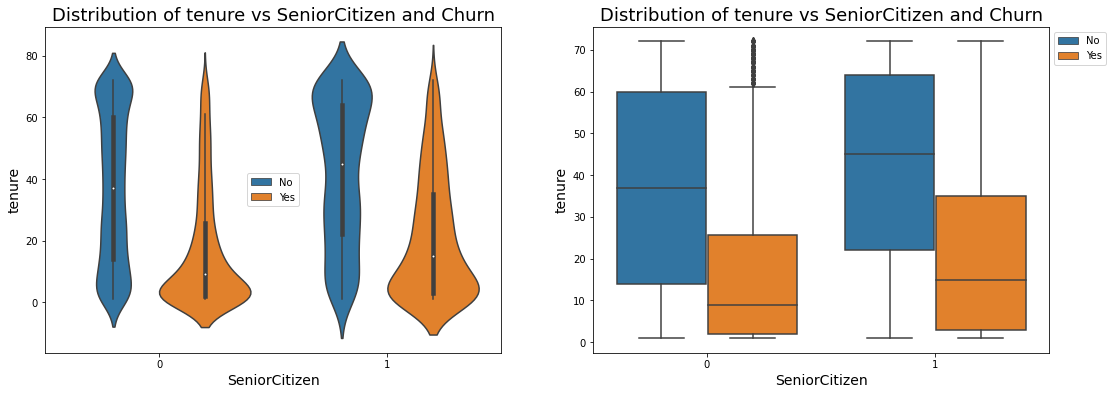 Distribution of tenure vs SeniorCitizen and Churn
80
60
40
20
0
tenure
No
Yes
0
1
SeniorCitizen
Distribution of tenure vs SeniorCitizen and Churn
70
60
50
40
30
20
10
0
tenure
No
Yes
0
1
SeniorCitizen